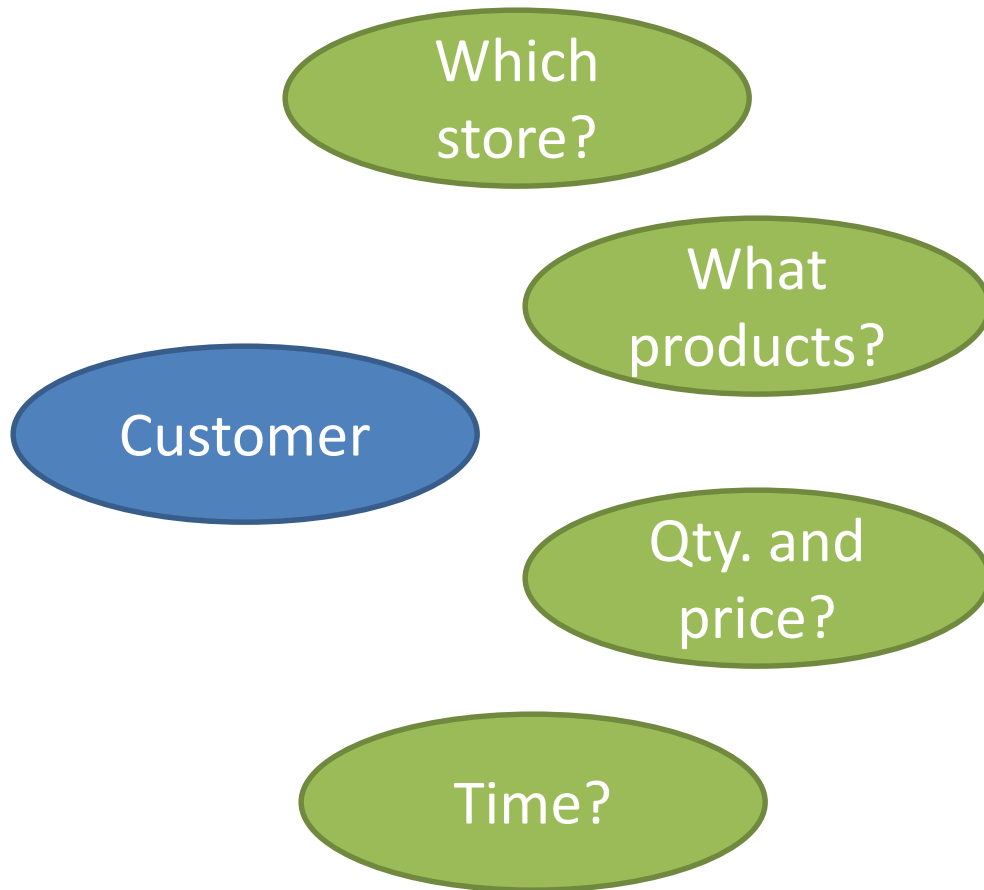 Which
store?
What
products?
Customer
Qty. and
price?
Time?